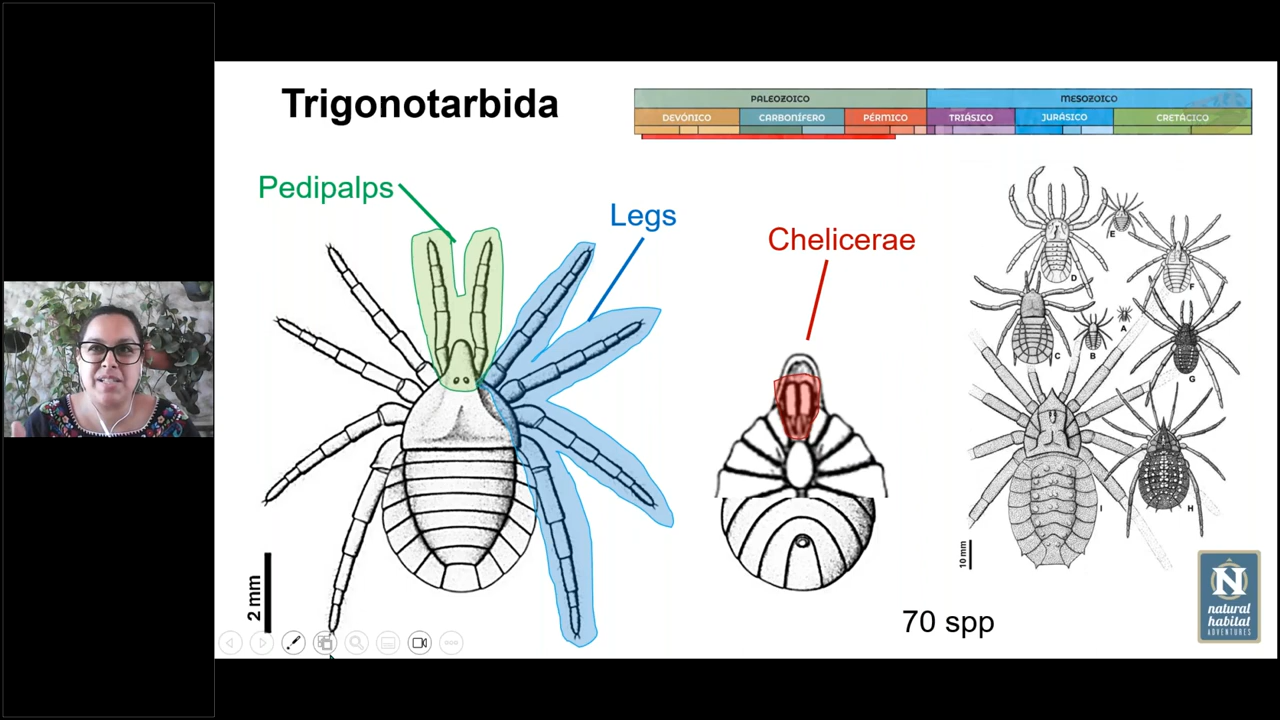 Trigonotarbida
PALEOZOICO
MESOZOICO
DEVÓNICO
CARBONÍFERO
PÉRMICO
TRIÁSICO
JURÁSICO
CRETÁCICO
Pedipalps
Legs
Chelicerae
D
E
F
C
B
A
G
I
H
2 mm
10 mm
70 spp
N
natural
habitat
ADVENTURES